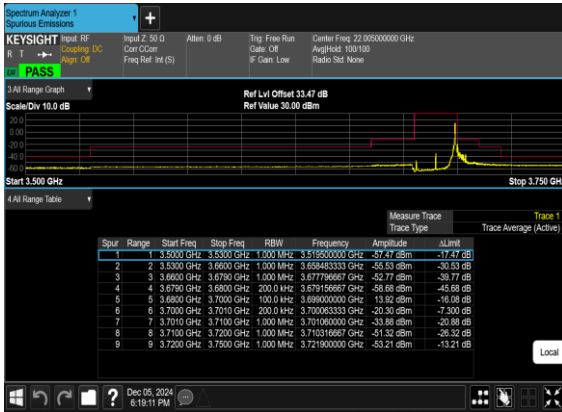 Spectrum Analyzer 1
Spurious Emissions
KEYSIGHT Input: RF Input Z: 50 Ω Atten: 0 dB Trig: Free Run Center Freq: 22.005000000 GHz
R T Coupling: DC Corr CCorr Gate: Off Avg|Hold: 100/100
Align: Off Freq Ref: Int (S) IF Gain: Low Radio Std: None
PASS
3 All Range Graph
Ref Lvl Offset 33.47 dB
Scale/Div 10.0 dB Ref Value 30.00 dBm
20.0
0.00
-20.0
-40.0
-60.0
Start 3.500 GHz Stop 3.750 GHz
4 All Range Table
Measure Trace Trace 1
Trace Type Trace Average (Active)
Spur Range Start Freq Stop Freq RBW Frequency Amplitude ΔLimit
1 1 3.5000 GHz 3.5300 GHz 1.000 MHz 3.519500000 GHz -57.47 dBm -17.47 dB
2 2 3.5300 GHz 3.6600 GHz 1.000 MHz 3.658483333 GHz -55.53 dBm -30.53 dB
3 3 3.6600 GHz 3.6790 GHz 1.000 MHz 3.677796667 GHz -52.77 dBm -39.77 dB
4 4 3.6790 GHz 3.6800 GHz 200.0 kHz 3.679156667 GHz -58.68 dBm -45.68 dB
5 5 3.6800 GHz 3.7000 GHz 100.0 kHz 3.699000000 GHz 13.92 dBm -16.08 dB
6 6 3.7000 GHz 3.7010 GHz 200.0 kHz 3.700063333 GHz -20.30 dBm -7.300 dB
7 7 3.7010 GHz 3.7100 GHz 1.000 MHz 3.701060000 GHz -33.88 dBm -20.88 dB
8 8 3.7100 GHz 3.7200 GHz 1.000 MHz 3.710316667 GHz -51.32 dBm -26.32 dB
9 9 3.7200 GHz 3.7500 GHz 1.000 MHz 3.721900000 GHz -53.21 dBm -13.21 dB
Local
Dec 05, 2024
6:19:11 PM